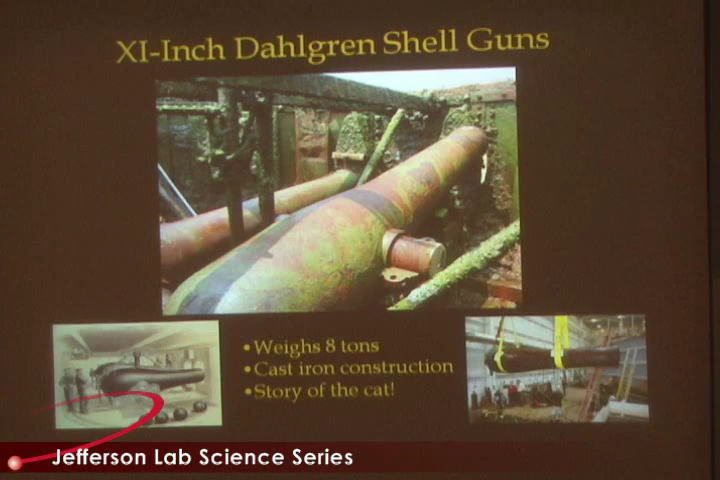 XI-Inch Dahlgren Shell Guns
•Weighs 8 tons
•Cast iron construction
•Story of the cat!
Jefferson Lab Science Series